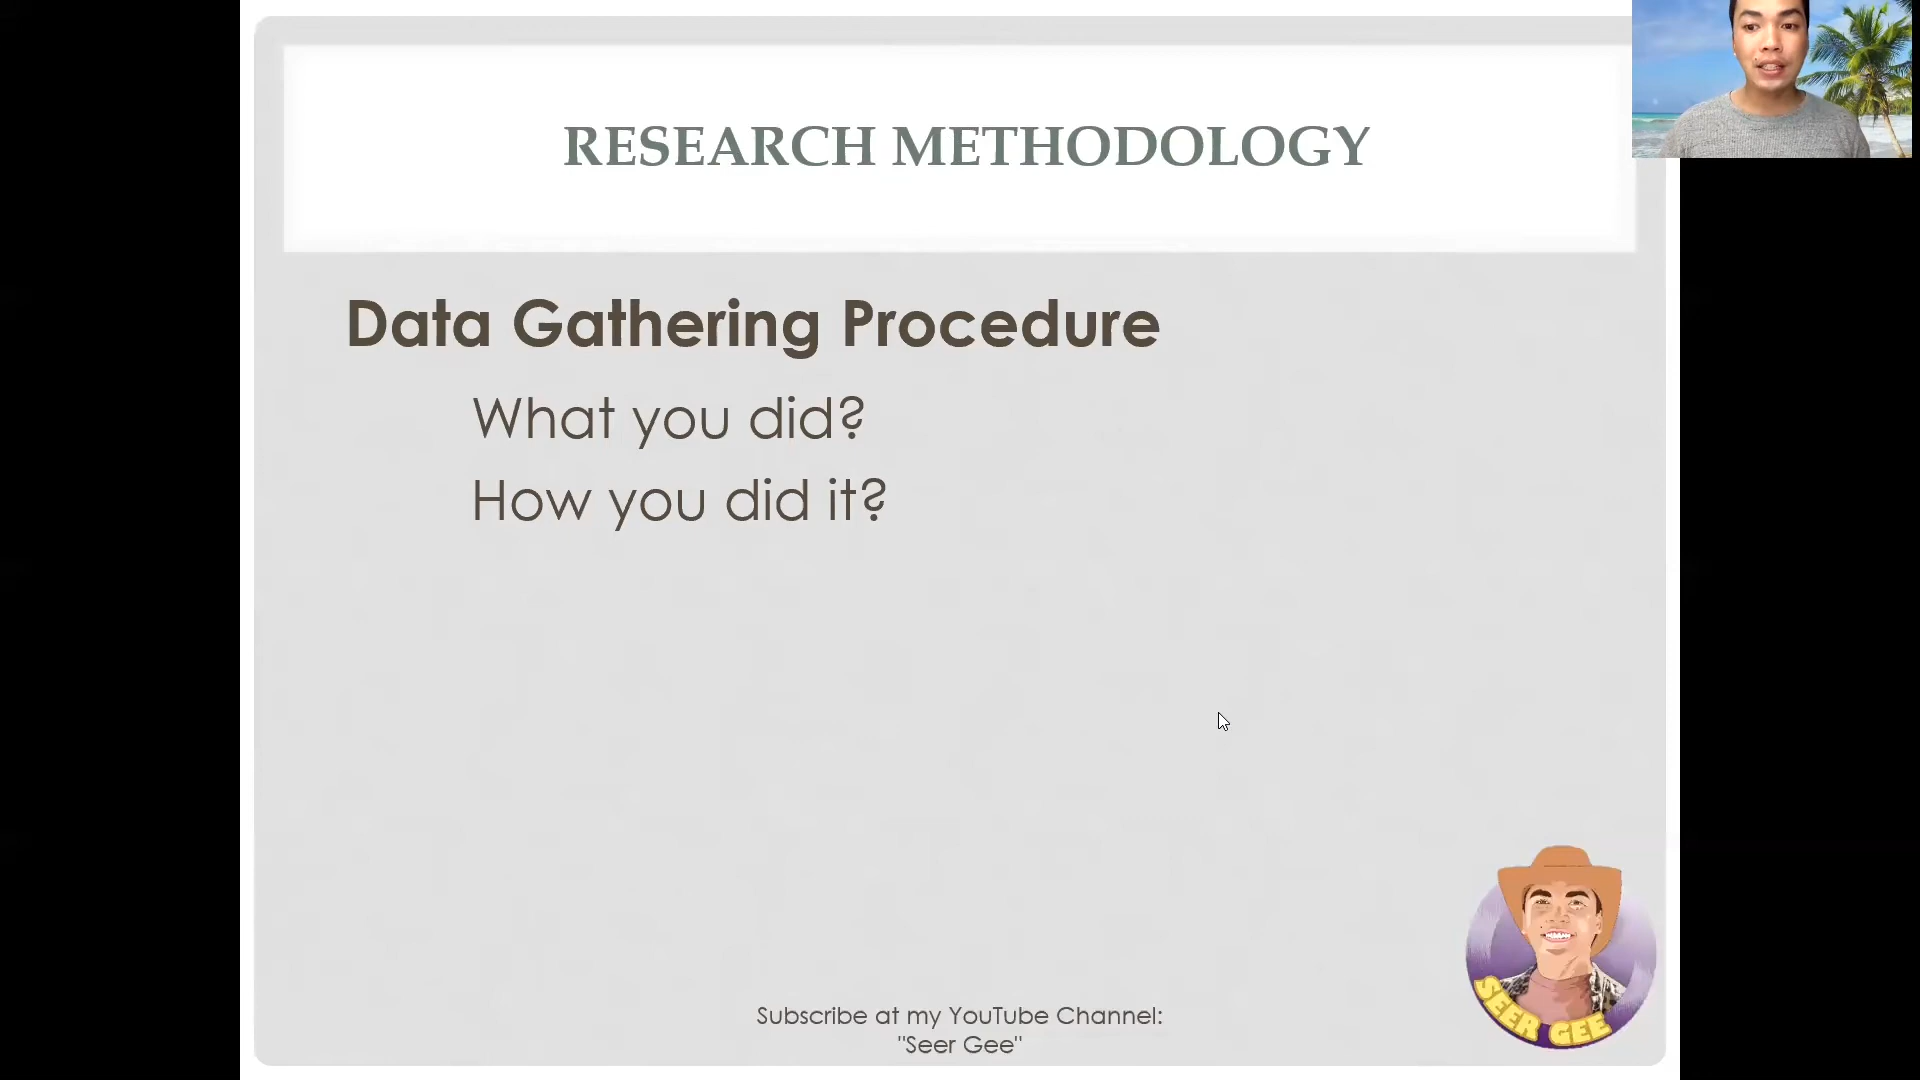 RESEARCH METHODOLOGY
Data Gathering Procedure
What you did?
How you did it?
Subscribe at my YouTube Channel:
"Seer Gee"
SEER GEE